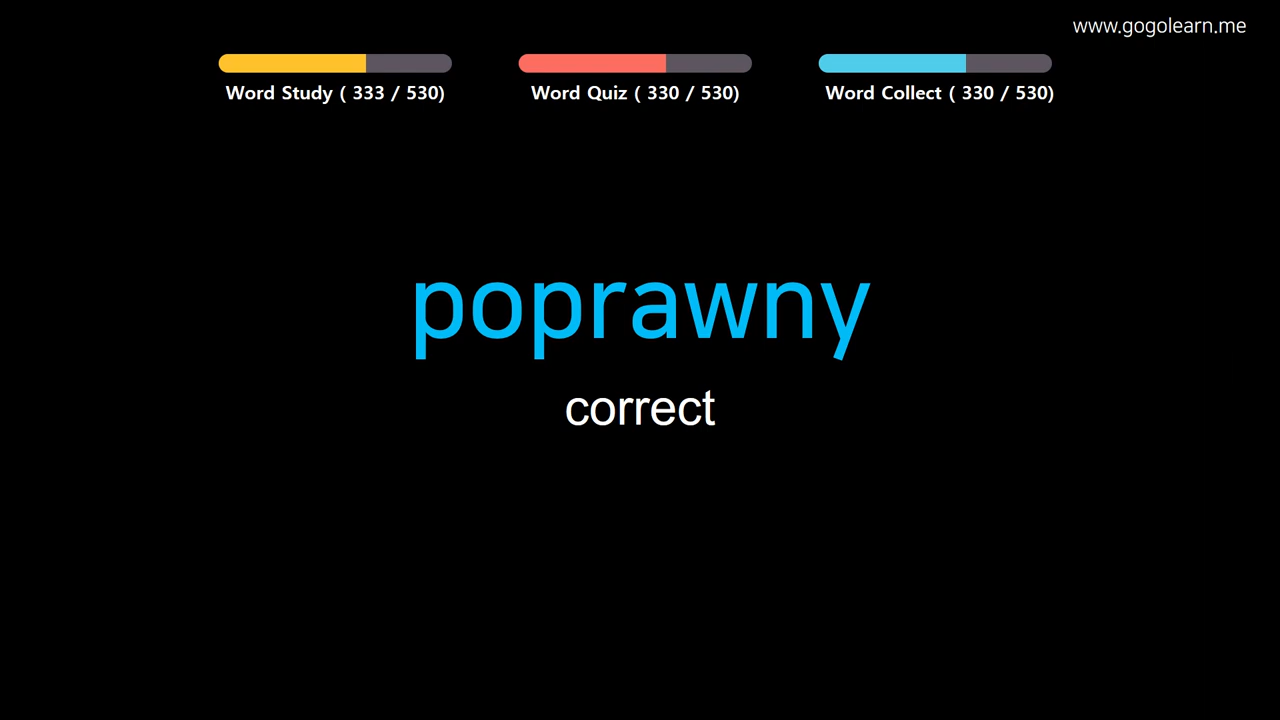 www.gogolearn.me
Word Study ( 333 / 530)
Word Quiz ( 330 / 530)
Word Collect ( 330 / 530)
poprawny
correct